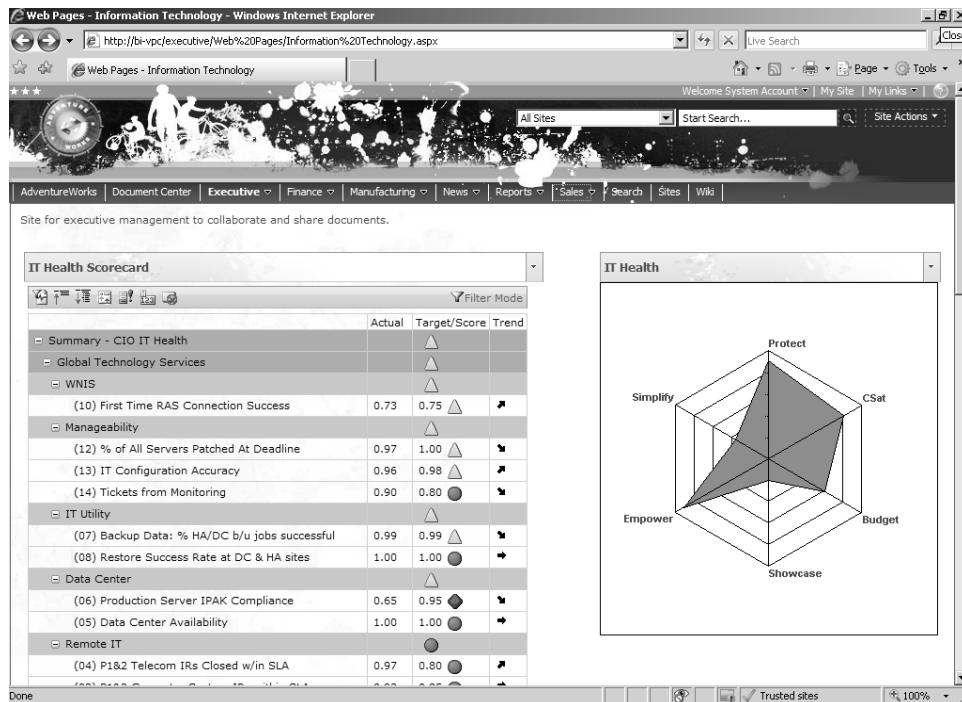 Web Pages - Information Technology - Windows Internet Explorer
http://bi-vpc/executive/Web%20Pages/Information%20Technology.aspx
Live Search
Close
Web Pages - Information Technology
Page
Tools
Welcome System Account
My Site
My Links
ADVENTURE WORKS
All Sites
Start Search...
Site Actions
AdventureWorks | Document Center | Executive | Finance | Manufacturing | News | Reports | Sales | Search | Sites | Wiki
Site for executive management to collaborate and share documents.
IT Health Scorecard
Filter Mode
Actual Target/Score Trend
Summary - CIO IT Health
Global Technology Services
WNIS
(10) First Time RAS Connection Success 0.73 0.75
Manageability
(12) % of All Servers Patched At Deadline 0.97 1.00
(13) IT Configuration Accuracy 0.96 0.98
(14) Tickets from Monitoring 0.90 0.80
IT Utility
(07) Backup Data: % HA/DC b/u jobs successful 0.99 0.99
(08) Restore Success Rate at DC & HA sites 1.00 1.00
Data Center
(06) Production Server IPAK Compliance 0.65 0.95
(05) Data Center Availability 1.00 1.00
Remote IT
(04) P1&2 Telecom IRs Closed w/in SLA 0.97 0.80
IT Health
Protect
CSat
Budget
Showcase
Empower
Simplify
Done
Trusted sites
100%